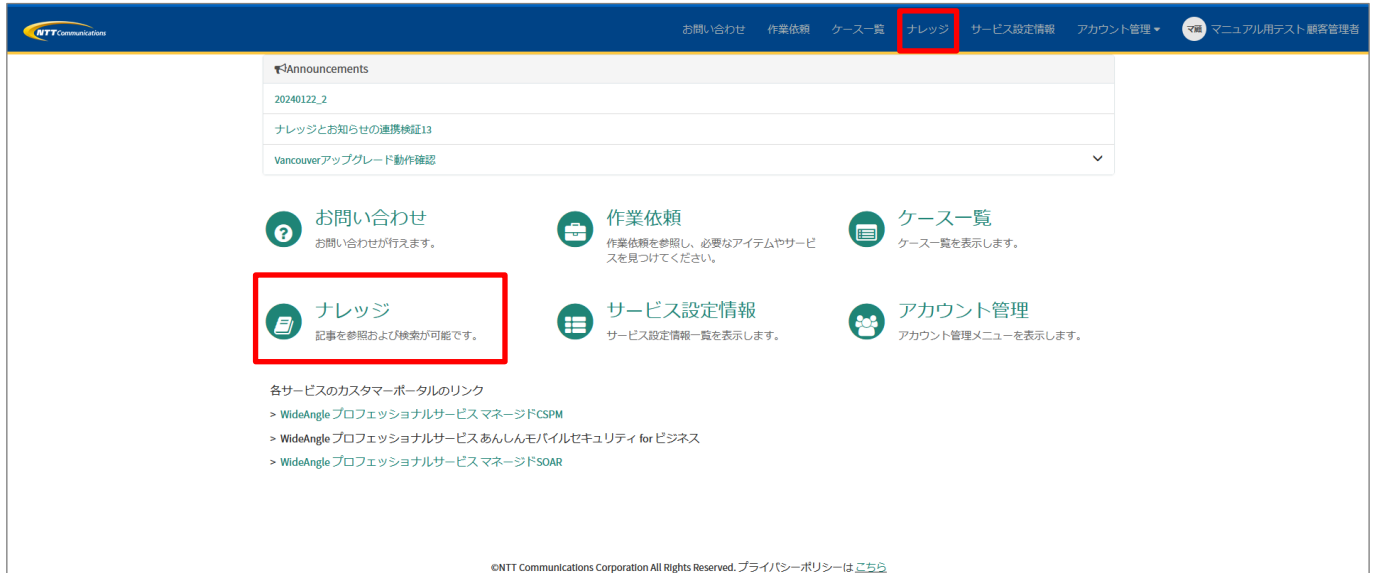 NTT Communications
お問い合わせ 作業依頼 ケース一覧 ナレッジ サービス設定情報 アカウント管理 マ顧 マニュアル用テスト顧客管理者
Announcements
20240122_2
ナレッジとお知らせの連携検証13
Vancouverアップグレード動作確認
お問い合わせ
お問い合わせが行えます。
作業依頼
作業依頼を参照し、必要なアイテムやサービ
スを見つけてください。
ケース一覧
ケース一覧を表示します。
ナレッジ
記事を参照および検索が可能です。
サービス設定情報
サービス設定情報一覧を表示します。
アカウント管理
アカウント管理メニューを表示します。
各サービスのカスタマーポータルのリンク
> WideAngle プロフェッショナルサービス マネージドCSPM
> WideAngle プロフェッショナルサービス あんしんモバイルセキュリティ for ビジネス
> WideAngle プロフェッショナルサービス マネージドSOAR
©NTT Communications Corporation All Rights Reserved. プライバシーポリシーは こちら